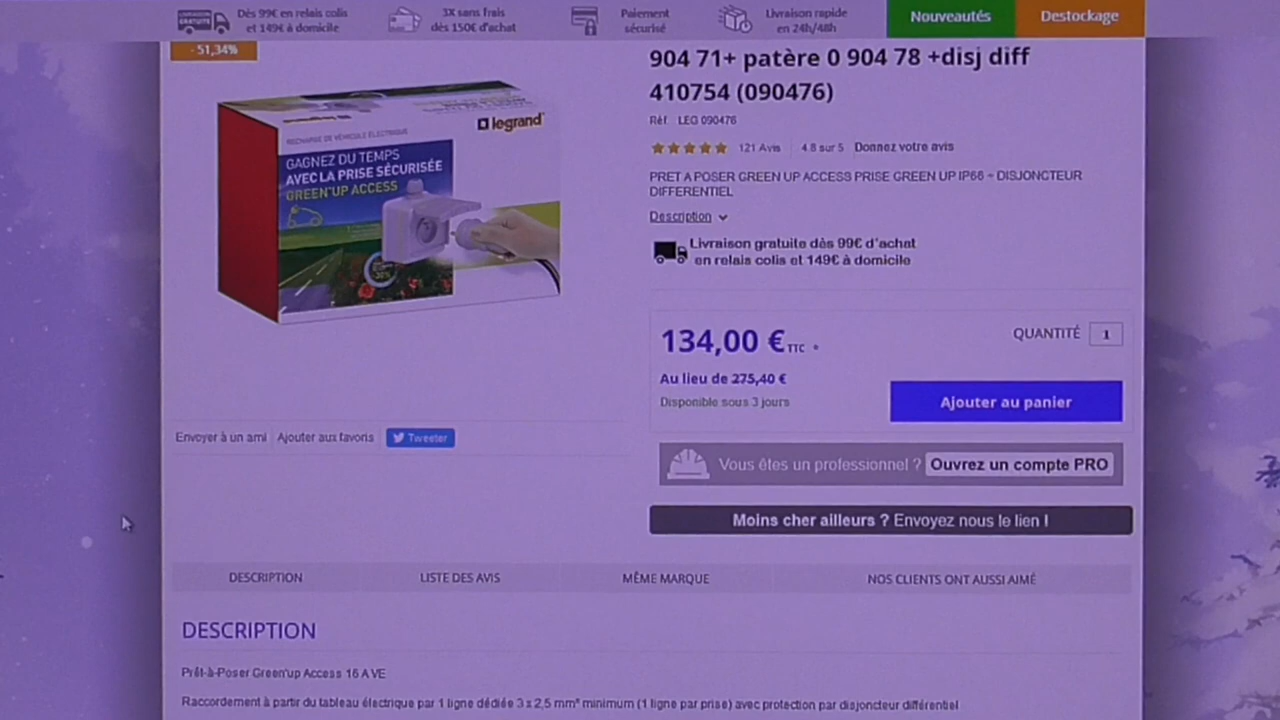 Dès 99€ en relais colis
et 149€ à domicile
3X sans frais
dès 150€ d'achat
Paiement
sécurisé
Livraison rapide
en 24h/48h
Nouveautés
Destockage
- 51,34%
904 71+ patère 0 904 78 +disj diff
410754 (090476)
Réf. LEG 090476
121 Avis
4.8 sur 5
Donnez votre avis
PRET A POSER GREEN UP ACCESS PRISE GREEN UP IP66 - DISJONCTEUR
DIFFERENTIEL
Description
Livraison gratuite dès 99€ d'achat
en relais colis et 149€ à domicile
legrand
RECHARGE DE VÉHICULE ÉLECTRIQUE
GAGNEZ DU TEMPS
AVEC LA PRISE SÉCURISÉE
GREEN'UP ACCESS
134,00 € TTC *
QUANTITÉ 1
Au lieu de 275,40 €
Disponible sous 3 jours
Ajouter au panier
Envoyer à un ami
Ajouter aux favoris
Tweeter
Vous êtes un professionnel ? Ouvrez un compte PRO
Moins cher ailleurs ? Envoyez nous le lien !
DESCRIPTION
LISTE DES AVIS
MÊME MARQUE
NOS CLIENTS ONT AUSSI AIMÉ
DESCRIPTION
Prêt-à-Poser Green'up Access 16 A VE
Raccordement à partir du tableau électrique par 1 ligne dédiée 3 x 2,5 mm² minimum (1 ligne par prise) avec protection par disjoncteur différentiel